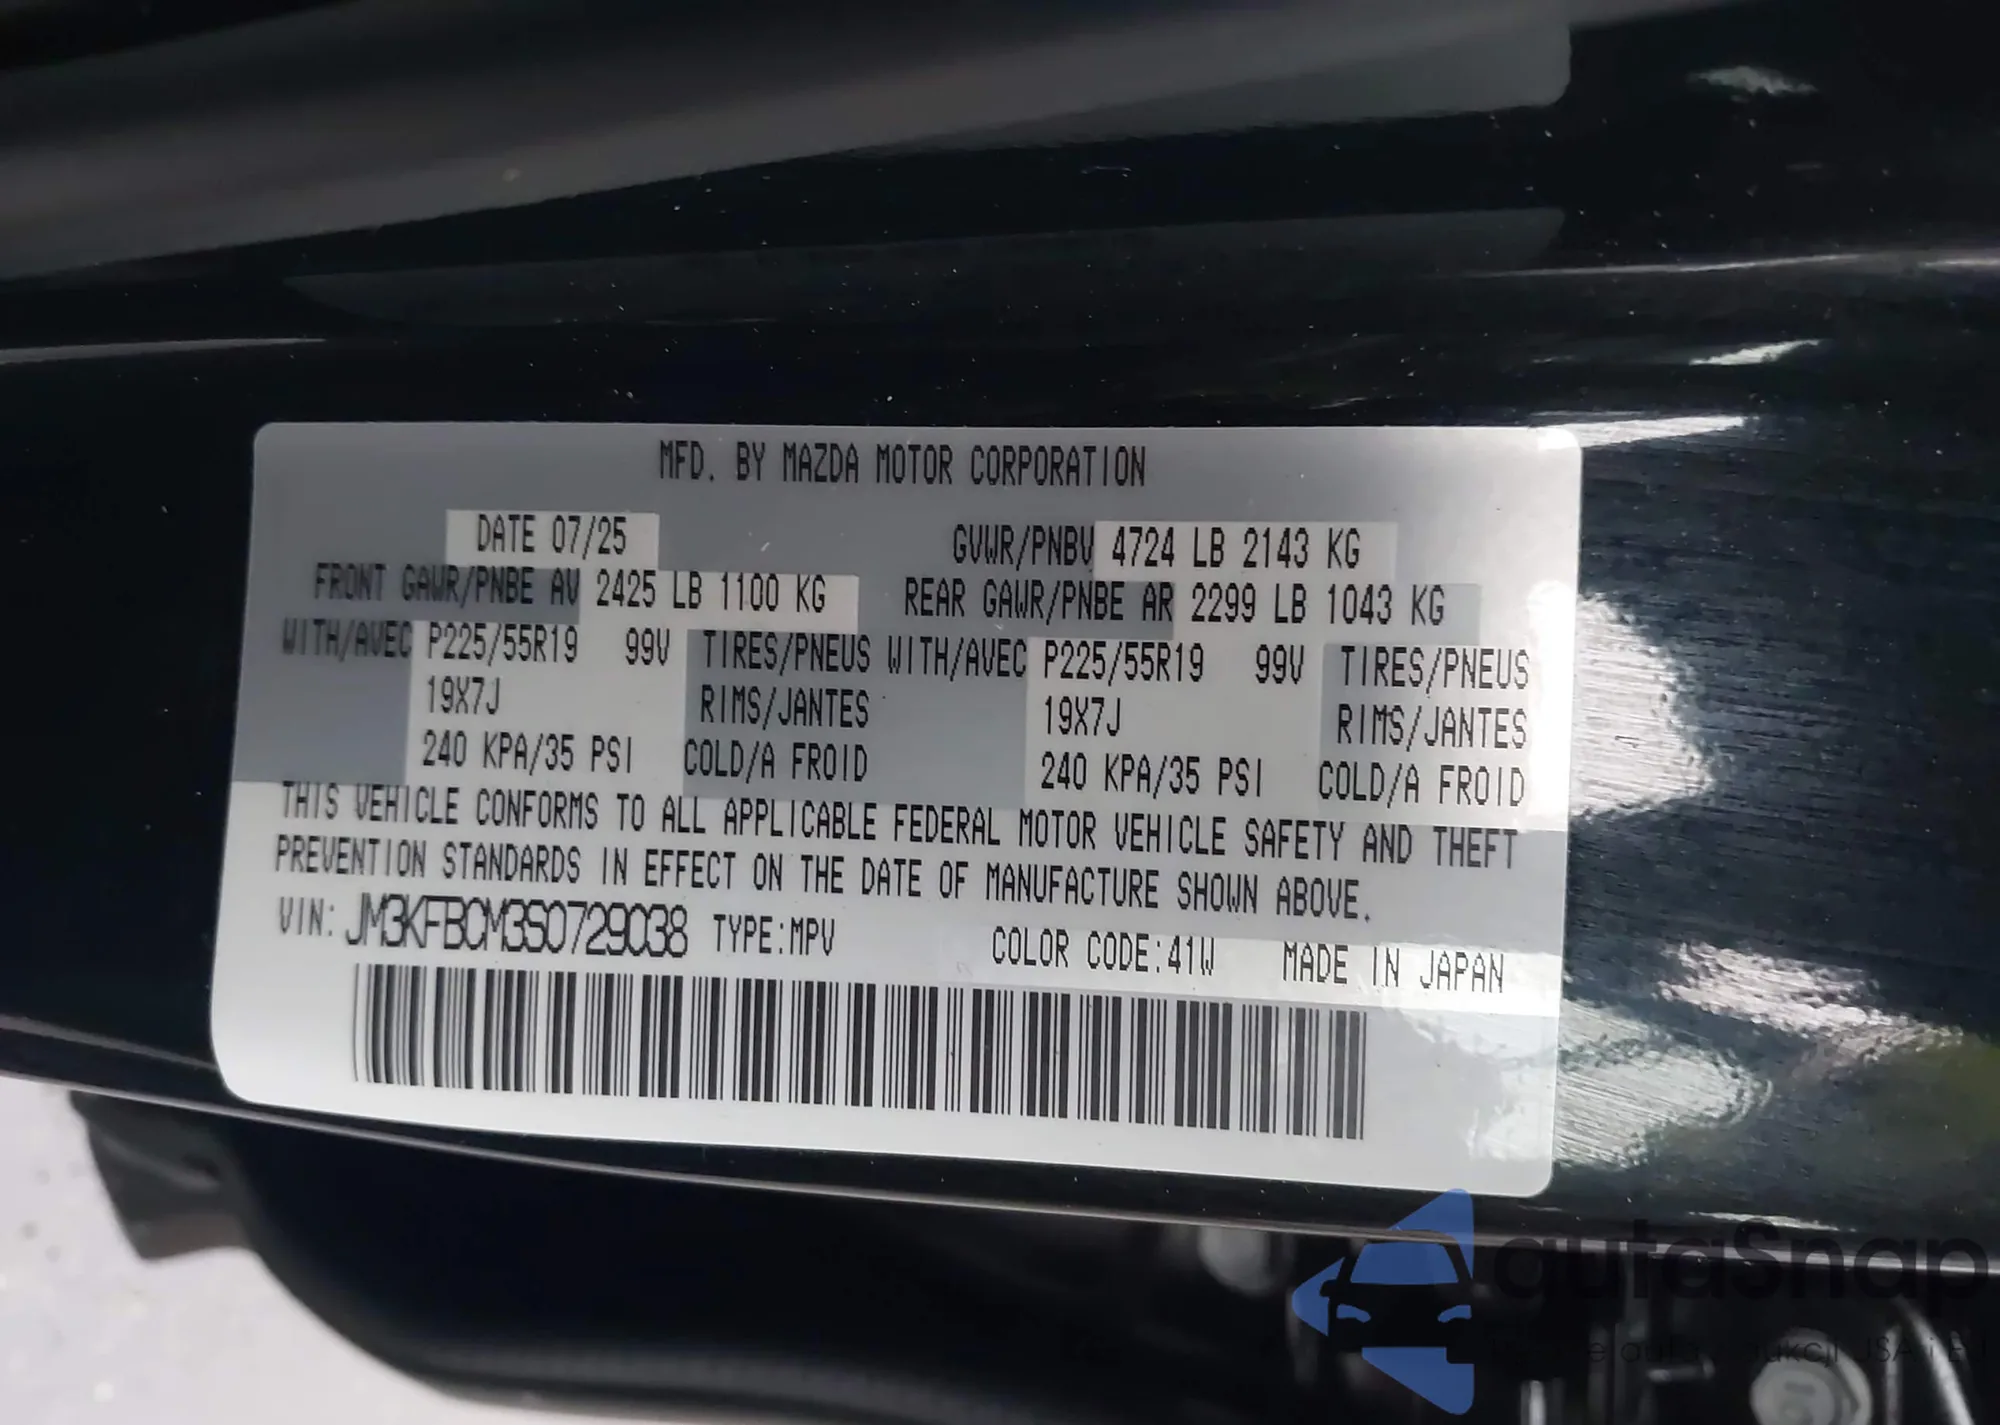 MFD. BY MAZDA MOTOR CORPORATION
DATE 07/25 GVWR/PNBV 4724 LB 2143 KG
FRONT GAWR/PNBE AV 2425 LB 1100 KG REAR GAWR/PNBE AR 2299 LB 1043 KG
WITH/AVEC P225/55R19 99V TIRES/PNEUS WITH/AVEC P225/55R19 99V TIRES/PNEUS
19X7J RIMS/JANTES 19X7J RIMS/JANTES
240 KPA/35 PSI COLD/A FROID 240 KPA/35 PSI COLD/A FROID
THIS VEHICLE CONFORMS TO ALL APPLICABLE FEDERAL MOTOR VEHICLE SAFETY AND THEFT
PREVENTION STANDARDS IN EFFECT ON THE DATE OF MANUFACTURE SHOWN ABOVE.
VIN: JM3KFBCM3S0729038 TYPE:MPV COLOR CODE:41W MADE IN JAPAN
autaSnap
USA i EU